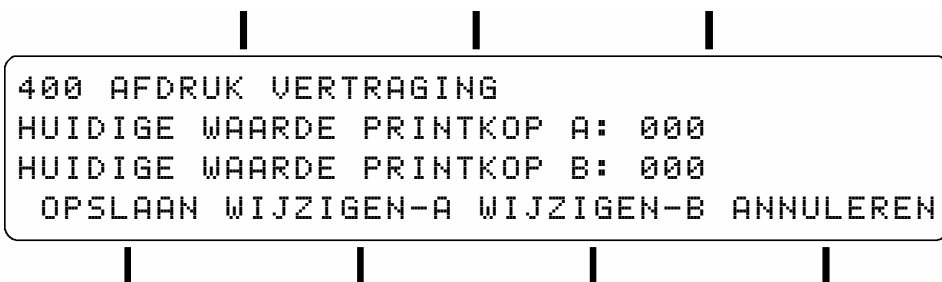 400 AFDRUK VERTRAGING
HUIDIGE WAARDE PRINTKOP A: 000
HUIDIGE WAARDE PRINTKOP B: 000
OPSLAAN WIJZIGEN-A WIJZIGEN-B ANNULEREN